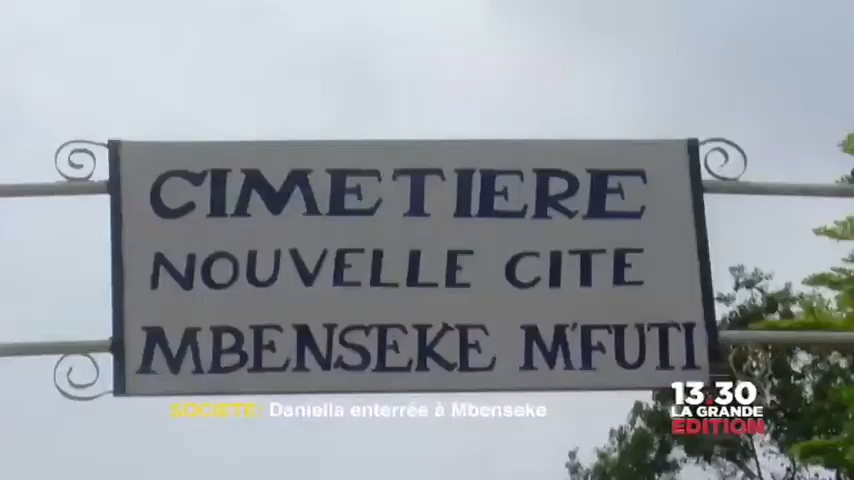 CIMETIERE
NOUVELLE CITE
MBENSEKE M'FUTI
SOCIETE: Daniella enterrée à Mbenseke
13.30
LA GRANDE
EDITION